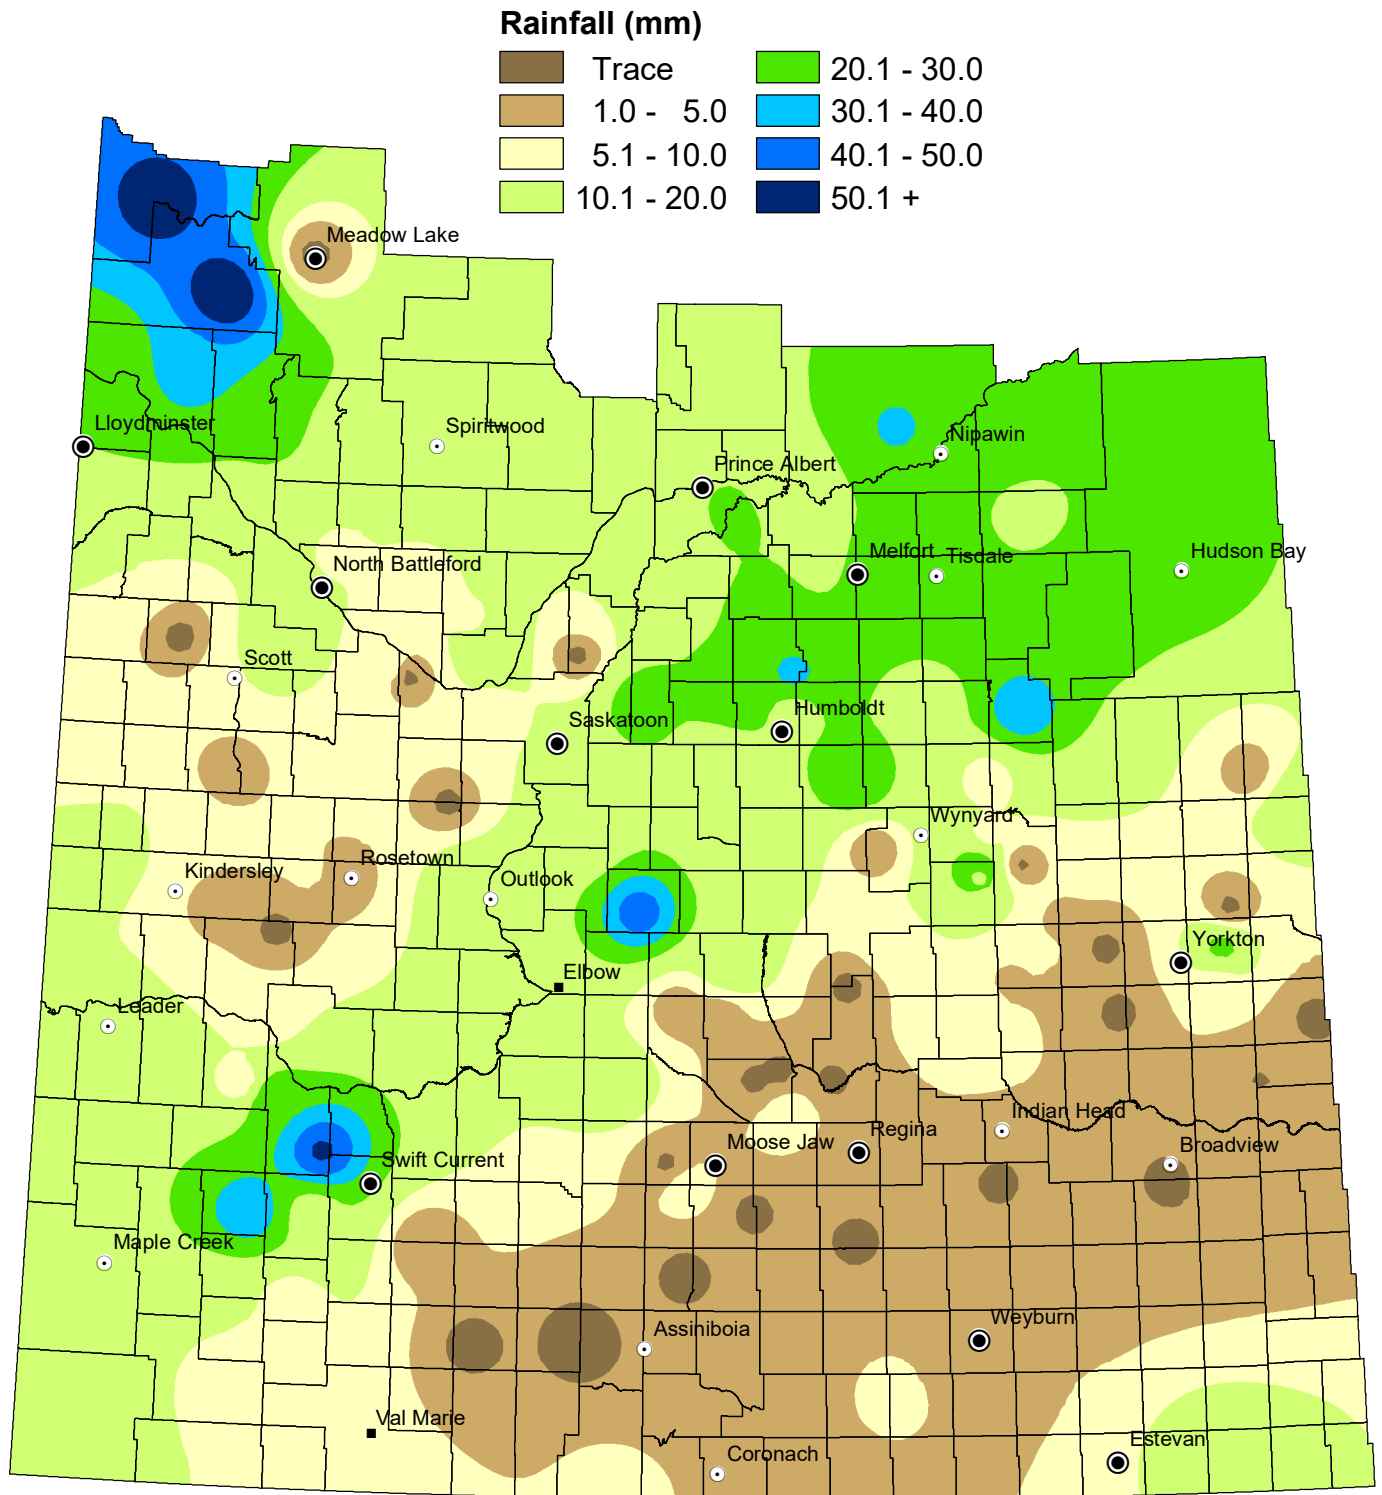 Rainfall (mm)
Trace
20.1 - 30.0
1.0 - 5.0
30.1 - 40.0
5.1 - 10.0
40.1 - 50.0
10.1 - 20.0
50.1 +
Meadow Lake
Lloydminster
Spiritwood
Nipawin
Prince Albert
Melfort
Tisdale
Hudson Bay
North Battleford
Scott
Saskatoon
Humboldt
Wynyard
Rosetown
Kindersley
Outlook
Yorkton
Elbow
Leader
Indian Head
Regina
Moose Jaw
Broadview
Swift Current
Maple Creek
Weyburn
Assiniboia
Val Marie
Estevan
Coronach